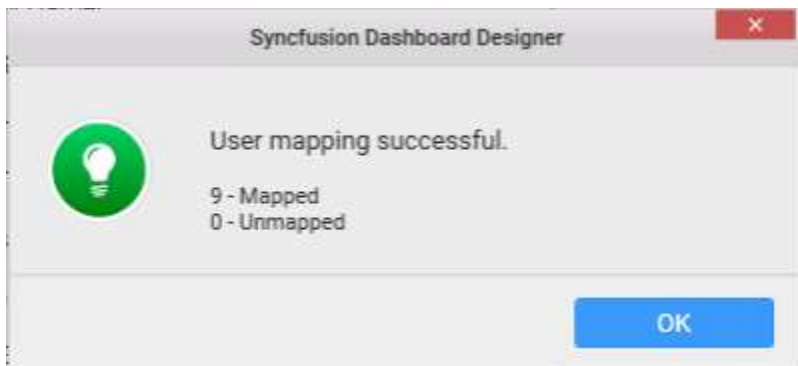 Syncfusion Dashboard Designer
User mapping successful.
9 - Mapped
0 - Unmapped
OK